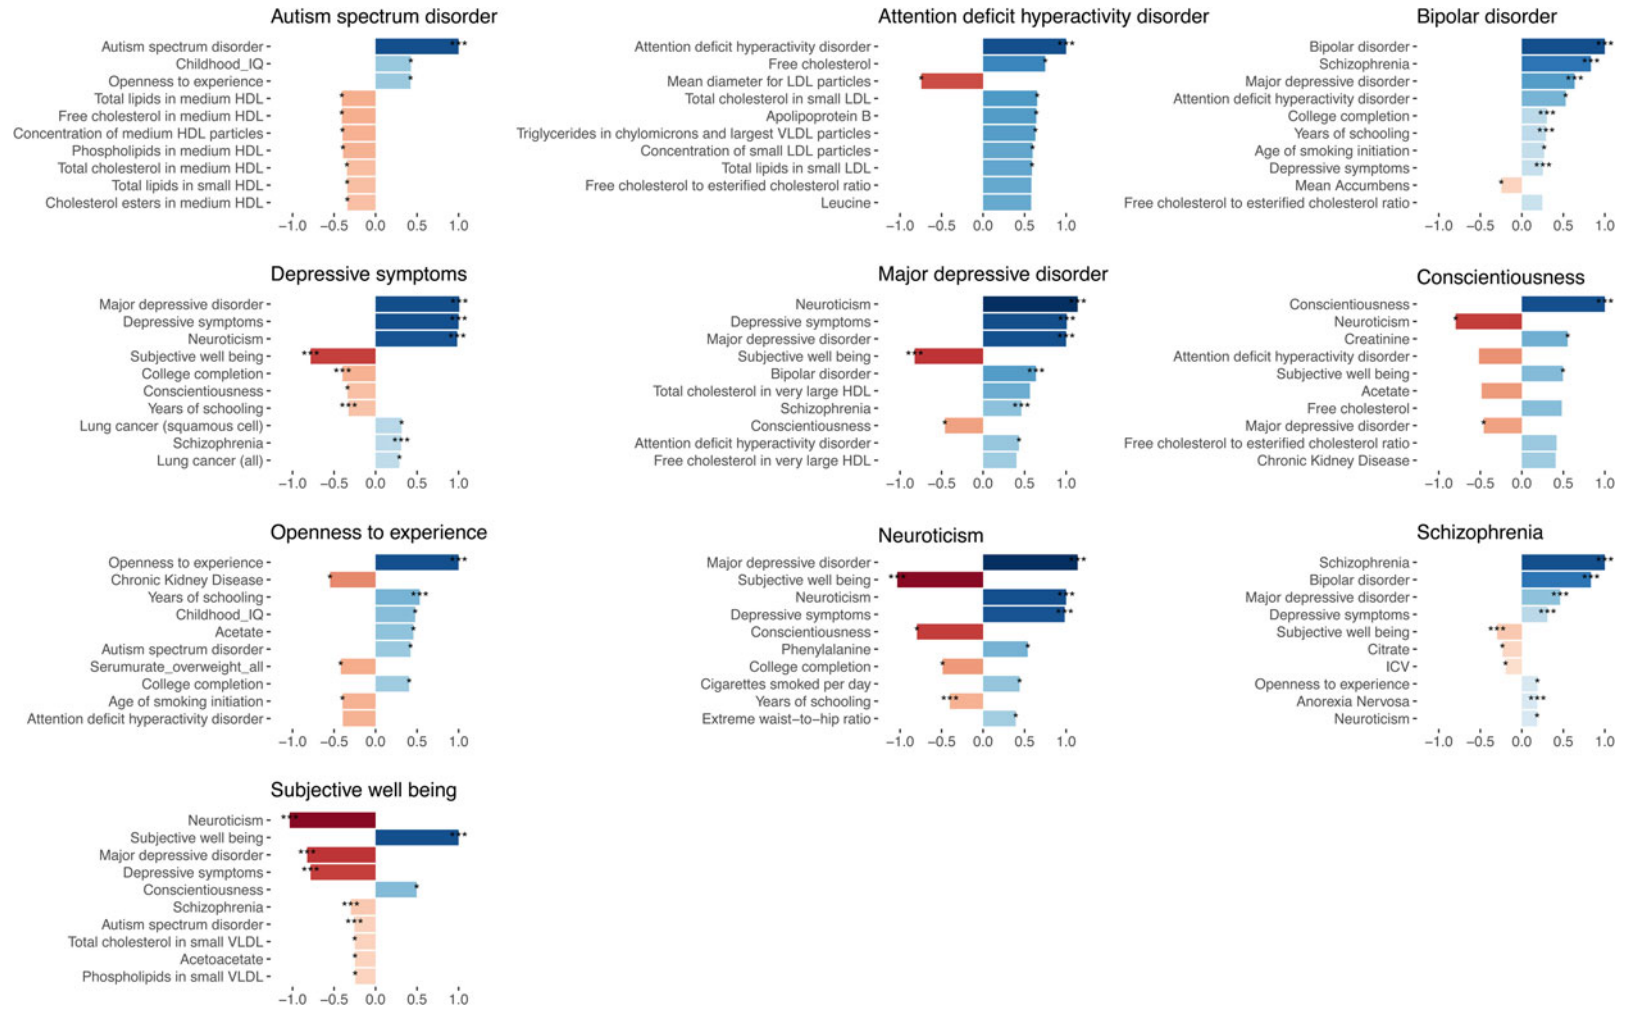 Autism spectrum disorder
Autism spectrum disorder
***
Childhood_IQ
*
Openness to experience
*
Total lipids in medium HDL
*
Free cholesterol in medium HDL
*
Concentration of medium HDL particles
*
Phospholipids in medium HDL
*
Total cholesterol in medium HDL
*
Total lipids in small HDL
*
Cholesterol esters in medium HDL
*
−1.0 −0.5 0.0 0.5 1.0
Attention deficit hyperactivity disorder
Attention deficit hyperactivity disorder
***
Free cholesterol
*
Mean diameter for LDL particles
*
Total cholesterol in small LDL
*
Apolipoprotein B
*
Triglycerides in chylomicrons and largest VLDL particles
*
Concentration of small LDL particles
*
Total lipids in small LDL
*
Free cholesterol to esterified cholesterol ratio
Leucine
−1.0 −0.5 0.0 0.5 1.0
Bipolar disorder
Bipolar disorder
***
Schizophrenia
***
Major depressive disorder
***
Attention deficit hyperactivity disorder
*
College completion
***
Years of schooling
***
Age of smoking initiation
*
Depressive symptoms
***
Mean Accumbens
*
Free cholesterol to esterified cholesterol ratio
−1.0 −0.5 0.0 0.5 1.0
Depressive symptoms
Major depressive disorder
***
Depressive symptoms
***
Neuroticism
***
Subjective well being
***
College completion
***
Conscientiousness
*
Years of schooling
***
Lung cancer (squamous cell)
*
Schizophrenia
***
Lung cancer (all)
*
−1.0 −0.5 0.0 0.5 1.0
Major depressive disorder
Neuroticism
***
Depressive symptoms
***
Major depressive disorder
***
Subjective well being
***
Bipolar disorder
***
Total cholesterol in very large HDL
Schizophrenia
***
Conscientiousness
*
Attention deficit hyperactivity disorder
*
Free cholesterol in very large HDL
−1.0 −0.5 0.0 0.5 1.0
Conscientiousness
Conscientiousness
***
Neuroticism
*
Creatinine
*
Attention deficit hyperactivity disorder
Subjective well being
*
Acetate
Free cholesterol
Major depressive disorder
*
Free cholesterol to esterified cholesterol ratio
Chronic Kidney Disease
−1.0 −0.5 0.0 0.5 1.0
Openness to experience
Openness to experience
***
Chronic Kidney Disease
*
Years of schooling
***
Childhood_IQ
*
Acetate
*
Autism spectrum disorder
*
Serumurate_overweight_all
*
College completion
*
Age of smoking initiation
*
Attention deficit hyperactivity disorder
−1.0 −0.5 0.0 0.5 1.0
Neuroticism
Major depressive disorder
***
Subjective well being
***
Neuroticism
***
Depressive symptoms
***
Conscientiousness
*
Phenylalanine
*
College completion
*
Cigarettes smoked per day
*
Years of schooling
***
Extreme waist−to−hip ratio
*
−1.0 −0.5 0.0 0.5 1.0
Schizophrenia
Schizophrenia
***
Bipolar disorder
***
Major depressive disorder
***
Depressive symptoms
***
Subjective well being
***
Citrate
*
ICV
*
Openness to experience
*
Anorexia Nervosa
***
Neuroticism
*
−1.0 −0.5 0.0 0.5 1.0
Subjective well being
Neuroticism
***
Subjective well being
***
Major depressive disorder
***
Depressive symptoms
***
Conscientiousness
*
Schizophrenia
***
Autism spectrum disorder
***
Total cholesterol in small VLDL
*
Acetoacetate
*
Phospholipids in small VLDL
*
−1.0 −0.5 0.0 0.5 1.0